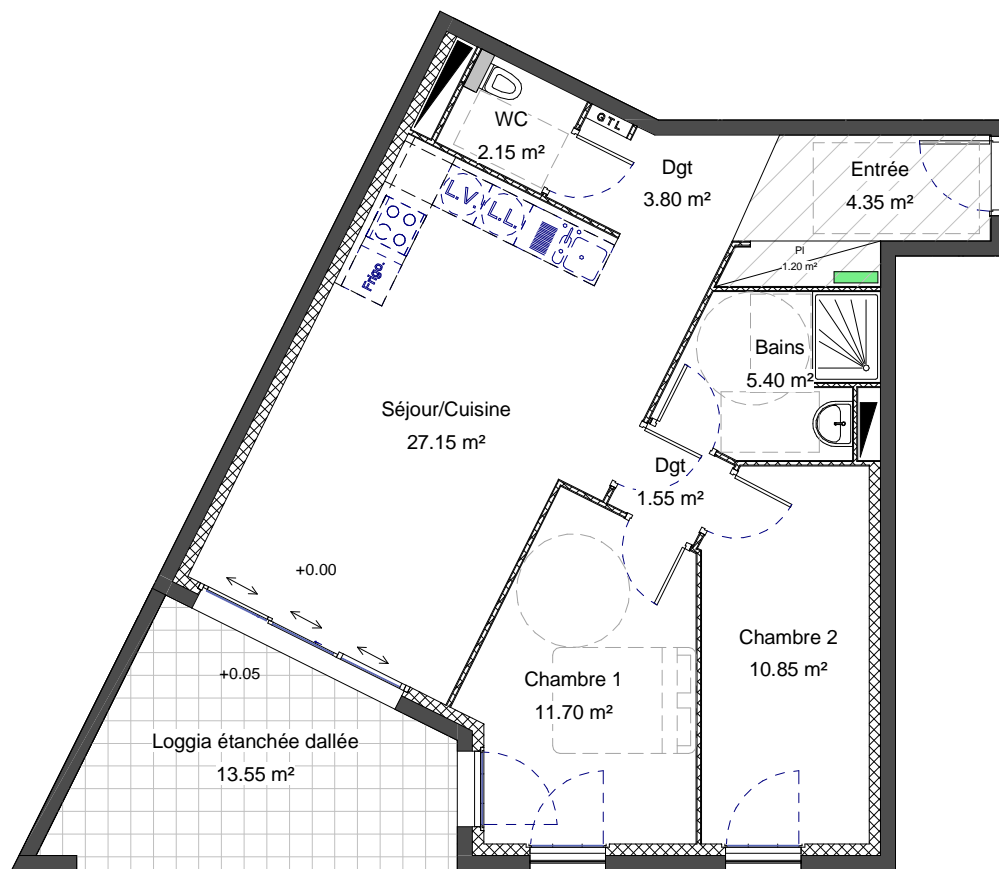 WC
2.15 m²
GTL
Dgt
3.80 m²
Entrée
4.35 m²
Pl
1.20 m²
L.V.
L.L.
Frigo.
Bains
5.40 m²
Séjour/Cuisine
27.15 m²
Dgt
1.55 m²
+0.00
+0.05
Chambre 1
11.70 m²
Chambre 2
10.85 m²
Loggia étanchée dallée
13.55 m²